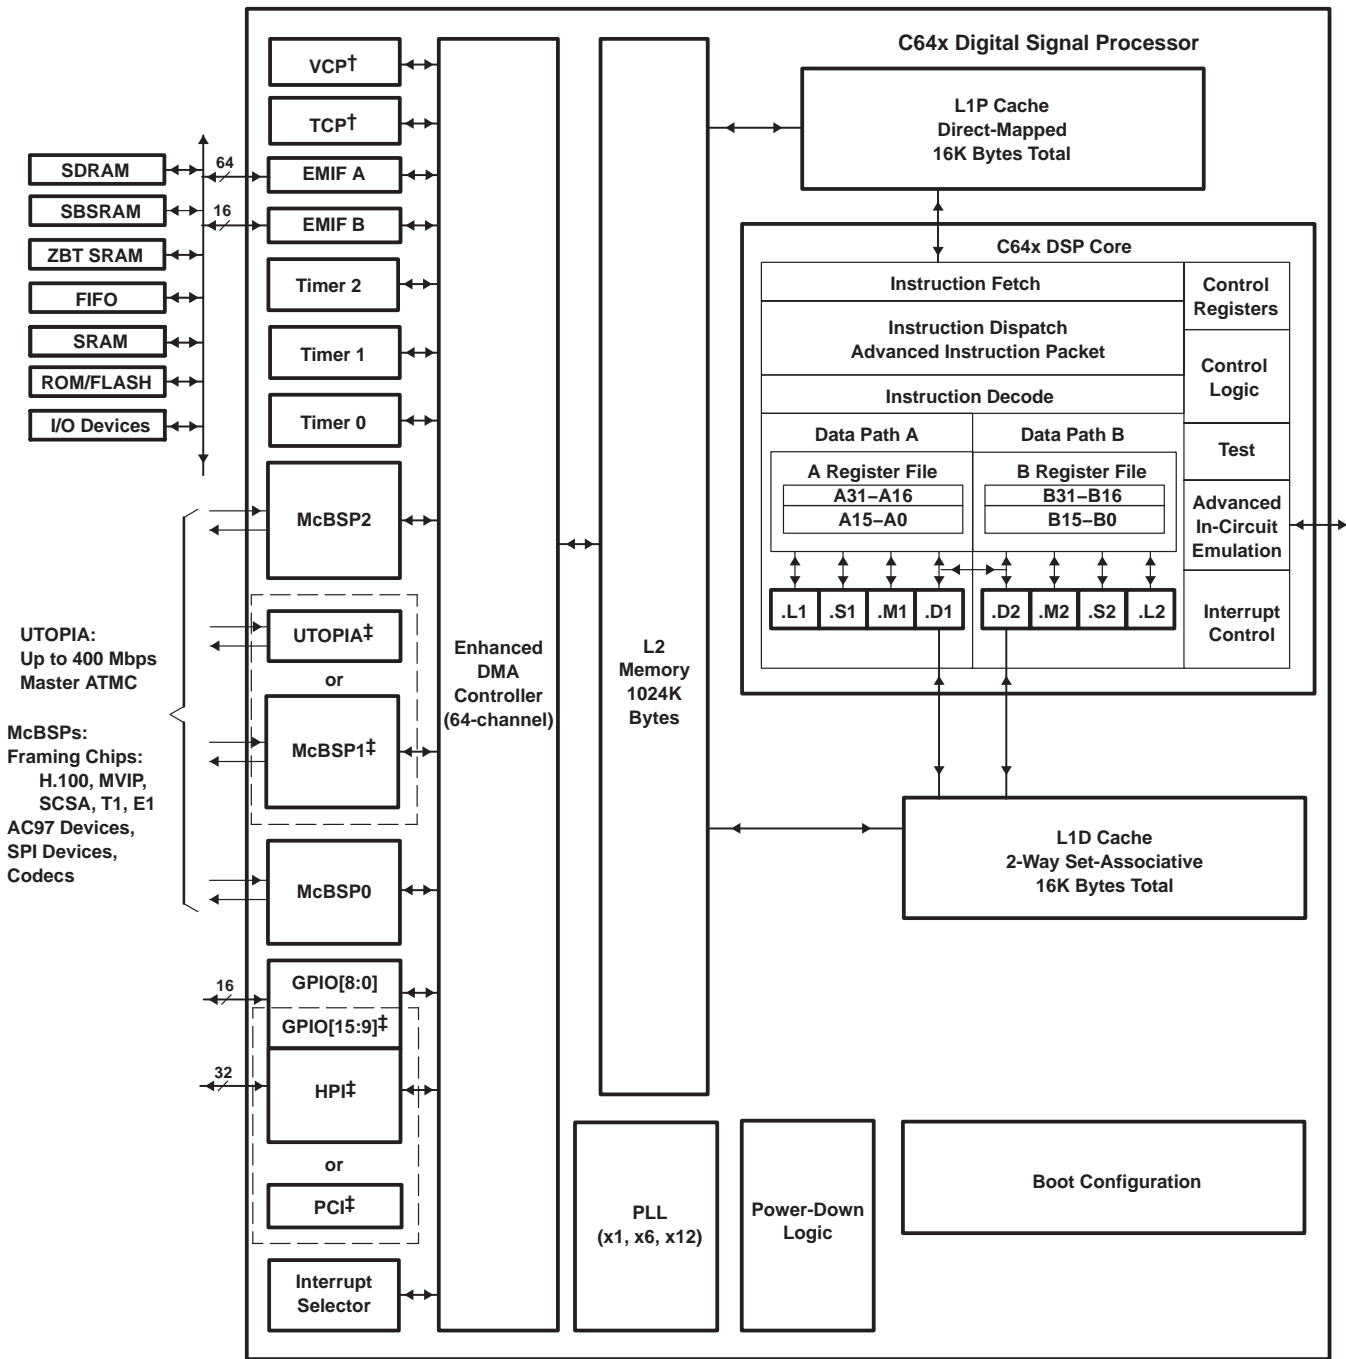 C64x Digital Signal Processor
VCP†
TCP†
EMIF A
EMIF B
Timer 2
Timer 1
Timer 0
McBSP2
UTOPIA‡
or
McBSP1‡
McBSP0
GPIO[8:0]
GPIO[15:9]‡
HPI‡
or
PCI‡
Interrupt
Selector
64
16
16
32
SDRAM
SBSRAM
ZBT SRAM
FIFO
SRAM
ROM/FLASH
I/O Devices
UTOPIA:
Up to 400 Mbps
Master ATMC
McBSPs:
Framing Chips:
H.100, MVIP,
SCSA, T1, E1
AC97 Devices,
SPI Devices,
Codecs
Enhanced
DMA
Controller
(64-channel)
L2
Memory
1024K
Bytes
L1P Cache
Direct-Mapped
16K Bytes Total
C64x DSP Core
Instruction Fetch
Instruction Dispatch
Advanced Instruction Packet
Instruction Decode
Data Path A
Data Path B
A Register File
A31–A16
A15–A0
B Register File
B31–B16
B15–B0
.L1 .S1 .M1 .D1
.D2 .M2 .S2 .L2
Control
Registers
Control
Logic
Test
Advanced
In-Circuit
Emulation
Interrupt
Control
L1D Cache
2-Way Set-Associative
16K Bytes Total
PLL
(x1, x6, x12)
Power-Down
Logic
Boot Configuration